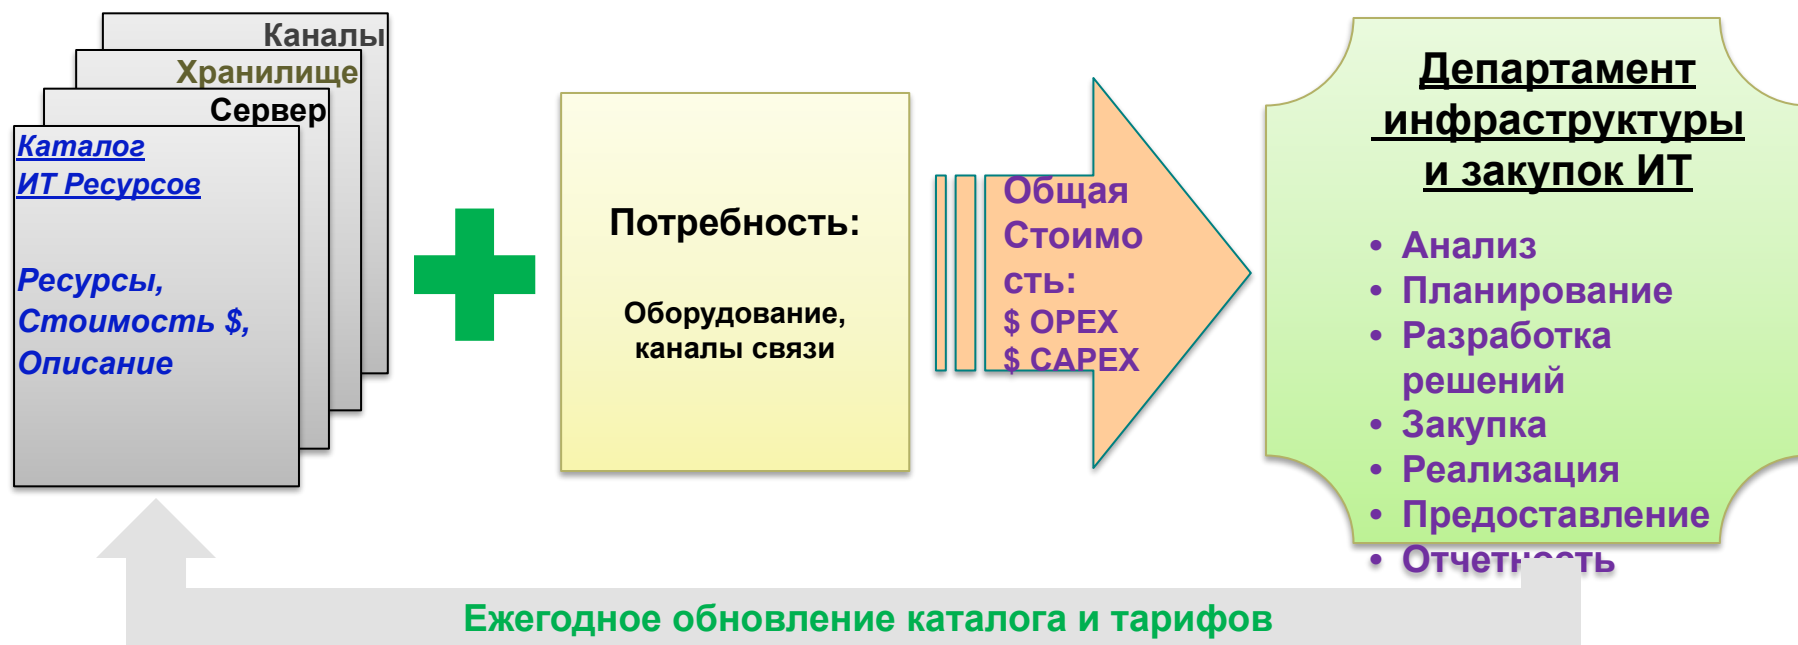 Каналы
Хранилище
Сервер
Каталог
ИТ Ресурсов
Ресурсы,
Стоимость $,
Описание
Потребность:
Оборудование,
каналы связи
Общая
Стоимо
сть:
$ OPEX
$ CAPEX
Департамент
инфраструктуры
и закупок ИТ
• Анализ
• Планирование
• Разработка
решений
• Закупка
• Реализация
• Предоставление
• Отчетность
Ежегодное обновление каталога и тарифов